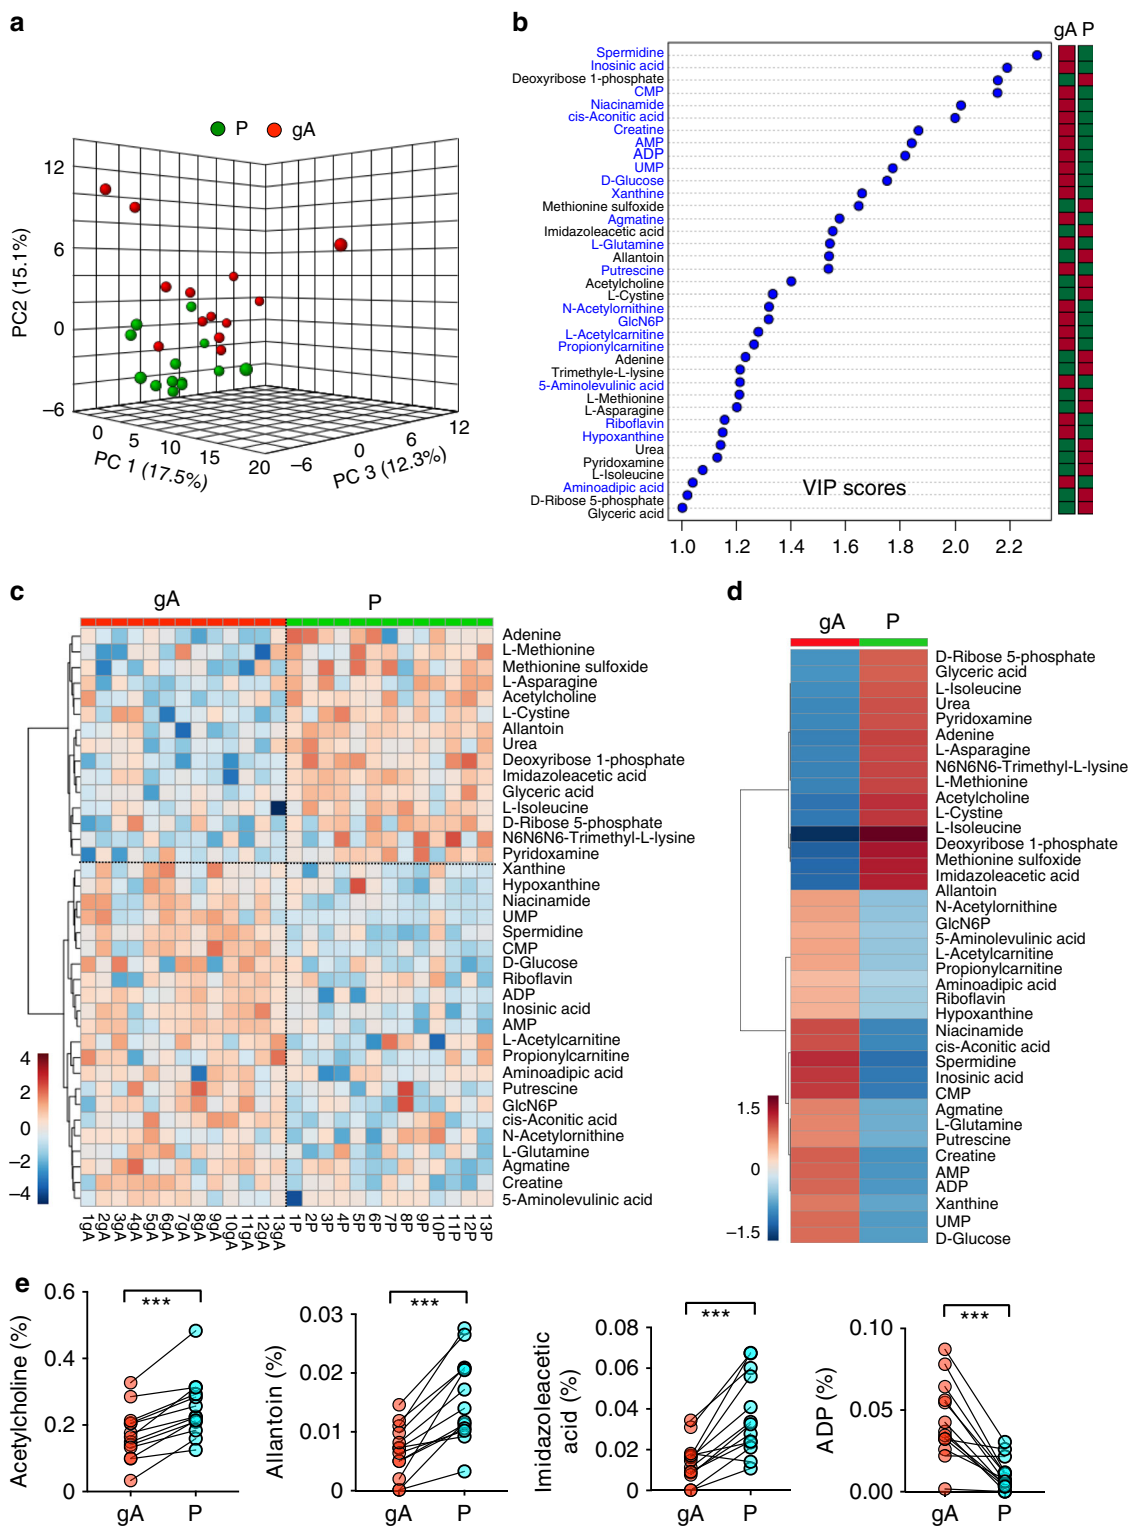 a
P gA
12
6
0
−6
PC2 (15.1%)
0 5 10 15 20
PC 1 (17.5%)
−6 0 6 12
PC 3 (12.3%)
b
gA P
Spermidine
Inosinic acid
Deoxyribose 1-phosphate
CMP
Niacinamide
cis-Aconitic acid
Creatine
AMP
ADP
UMP
D-Glucose
Xanthine
Methionine sulfoxide
Agmatine
Imidazoleacetic acid
L-Glutamine
Allantoin
Putrescine
Acetylcholine
L-Cystine
N-Acetylornithine
GlcN6P
L-Acetylcarnitine
Propionylcarnitine
Adenine
Trimethyle-L-lysine
5-Aminolevulinic acid
L-Methionine
L-Asparagine
Riboflavin
Hypoxanthine
Urea
Pyridoxamine
L-Isoleucine
Aminoadipic acid
D-Ribose 5-phosphate
Glyceric acid
VIP scores
1.0 1.2 1.4 1.6 1.8 2.0 2.2
c
gA P
Adenine
L-Methionine
Methionine sulfoxide
L-Asparagine
Acetylcholine
L-Cystine
Allantoin
Urea
Deoxyribose 1-phosphate
Imidazoleacetic acid
Glyceric acid
L-Isoleucine
D-Ribose 5-phosphate
N6N6N6-Trimethyl-L-lysine
Pyridoxamine
Xanthine
Hypoxanthine
Niacinamide
UMP
Spermidine
CMP
D-Glucose
Riboflavin
ADP
Inosinic acid
AMP
L-Acetylcarnitine
Propionylcarnitine
Aminoadipic acid
Putrescine
GlcN6P
cis-Aconitic acid
N-Acetylornithine
L-Glutamine
Agmatine
Creatine
5-Aminolevulinic acid
4
2
0
−2
−4
1gA 2gA 3gA 4gA 5gA 6gA 7gA 8gA 9gA 10gA 11gA 12gA 13gA 1P 2P 3P 4P 5P 6P 7P 8P 9P 10P 11P 12P 13P
d
gA P
D-Ribose 5-phosphate
Glyceric acid
L-Isoleucine
Urea
Pyridoxamine
Adenine
L-Asparagine
N6N6N6-Trimethyl-L-lysine
L-Methionine
Acetylcholine
L-Cystine
L-Isoleucine
Deoxyribose 1-phosphate
Methionine sulfoxide
Imidazoleacetic acid
Allantoin
N-Acetylornithine
GlcN6P
5-Aminolevulinic acid
L-Acetylcarnitine
Propionylcarnitine
Aminoadipic acid
Riboflavin
Hypoxanthine
Niacinamide
cis-Aconitic acid
Spermidine
Inosinic acid
CMP
Agmatine
L-Glutamine
Putrescine
Creatine
AMP
ADP
Xanthine
UMP
D-Glucose
1.5
0
−1.5
e
Acetylcholine (%)
0.6
0.4
0.2
0
***
gA P
Allantoin (%)
0.03
0.02
0.01
0
***
gA P
Imidazoleacetic
acid (%)
0.08
0.06
0.04
0.02
0
***
gA P
ADP (%)
0.10
0.05
0.00
***
gA P